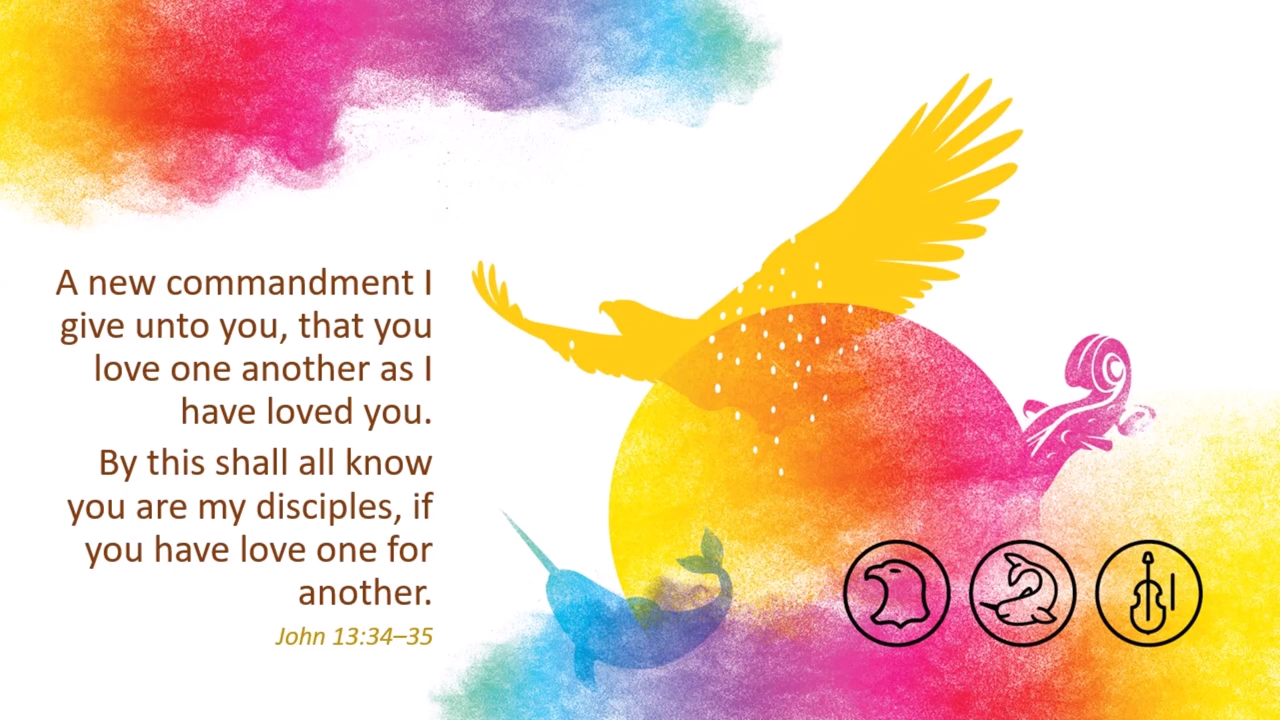 A new commandment I
give unto you, that you
love one another as I
have loved you.
By this shall all know
you are my disciples, if
you have love one for
another.
John 13:34–35